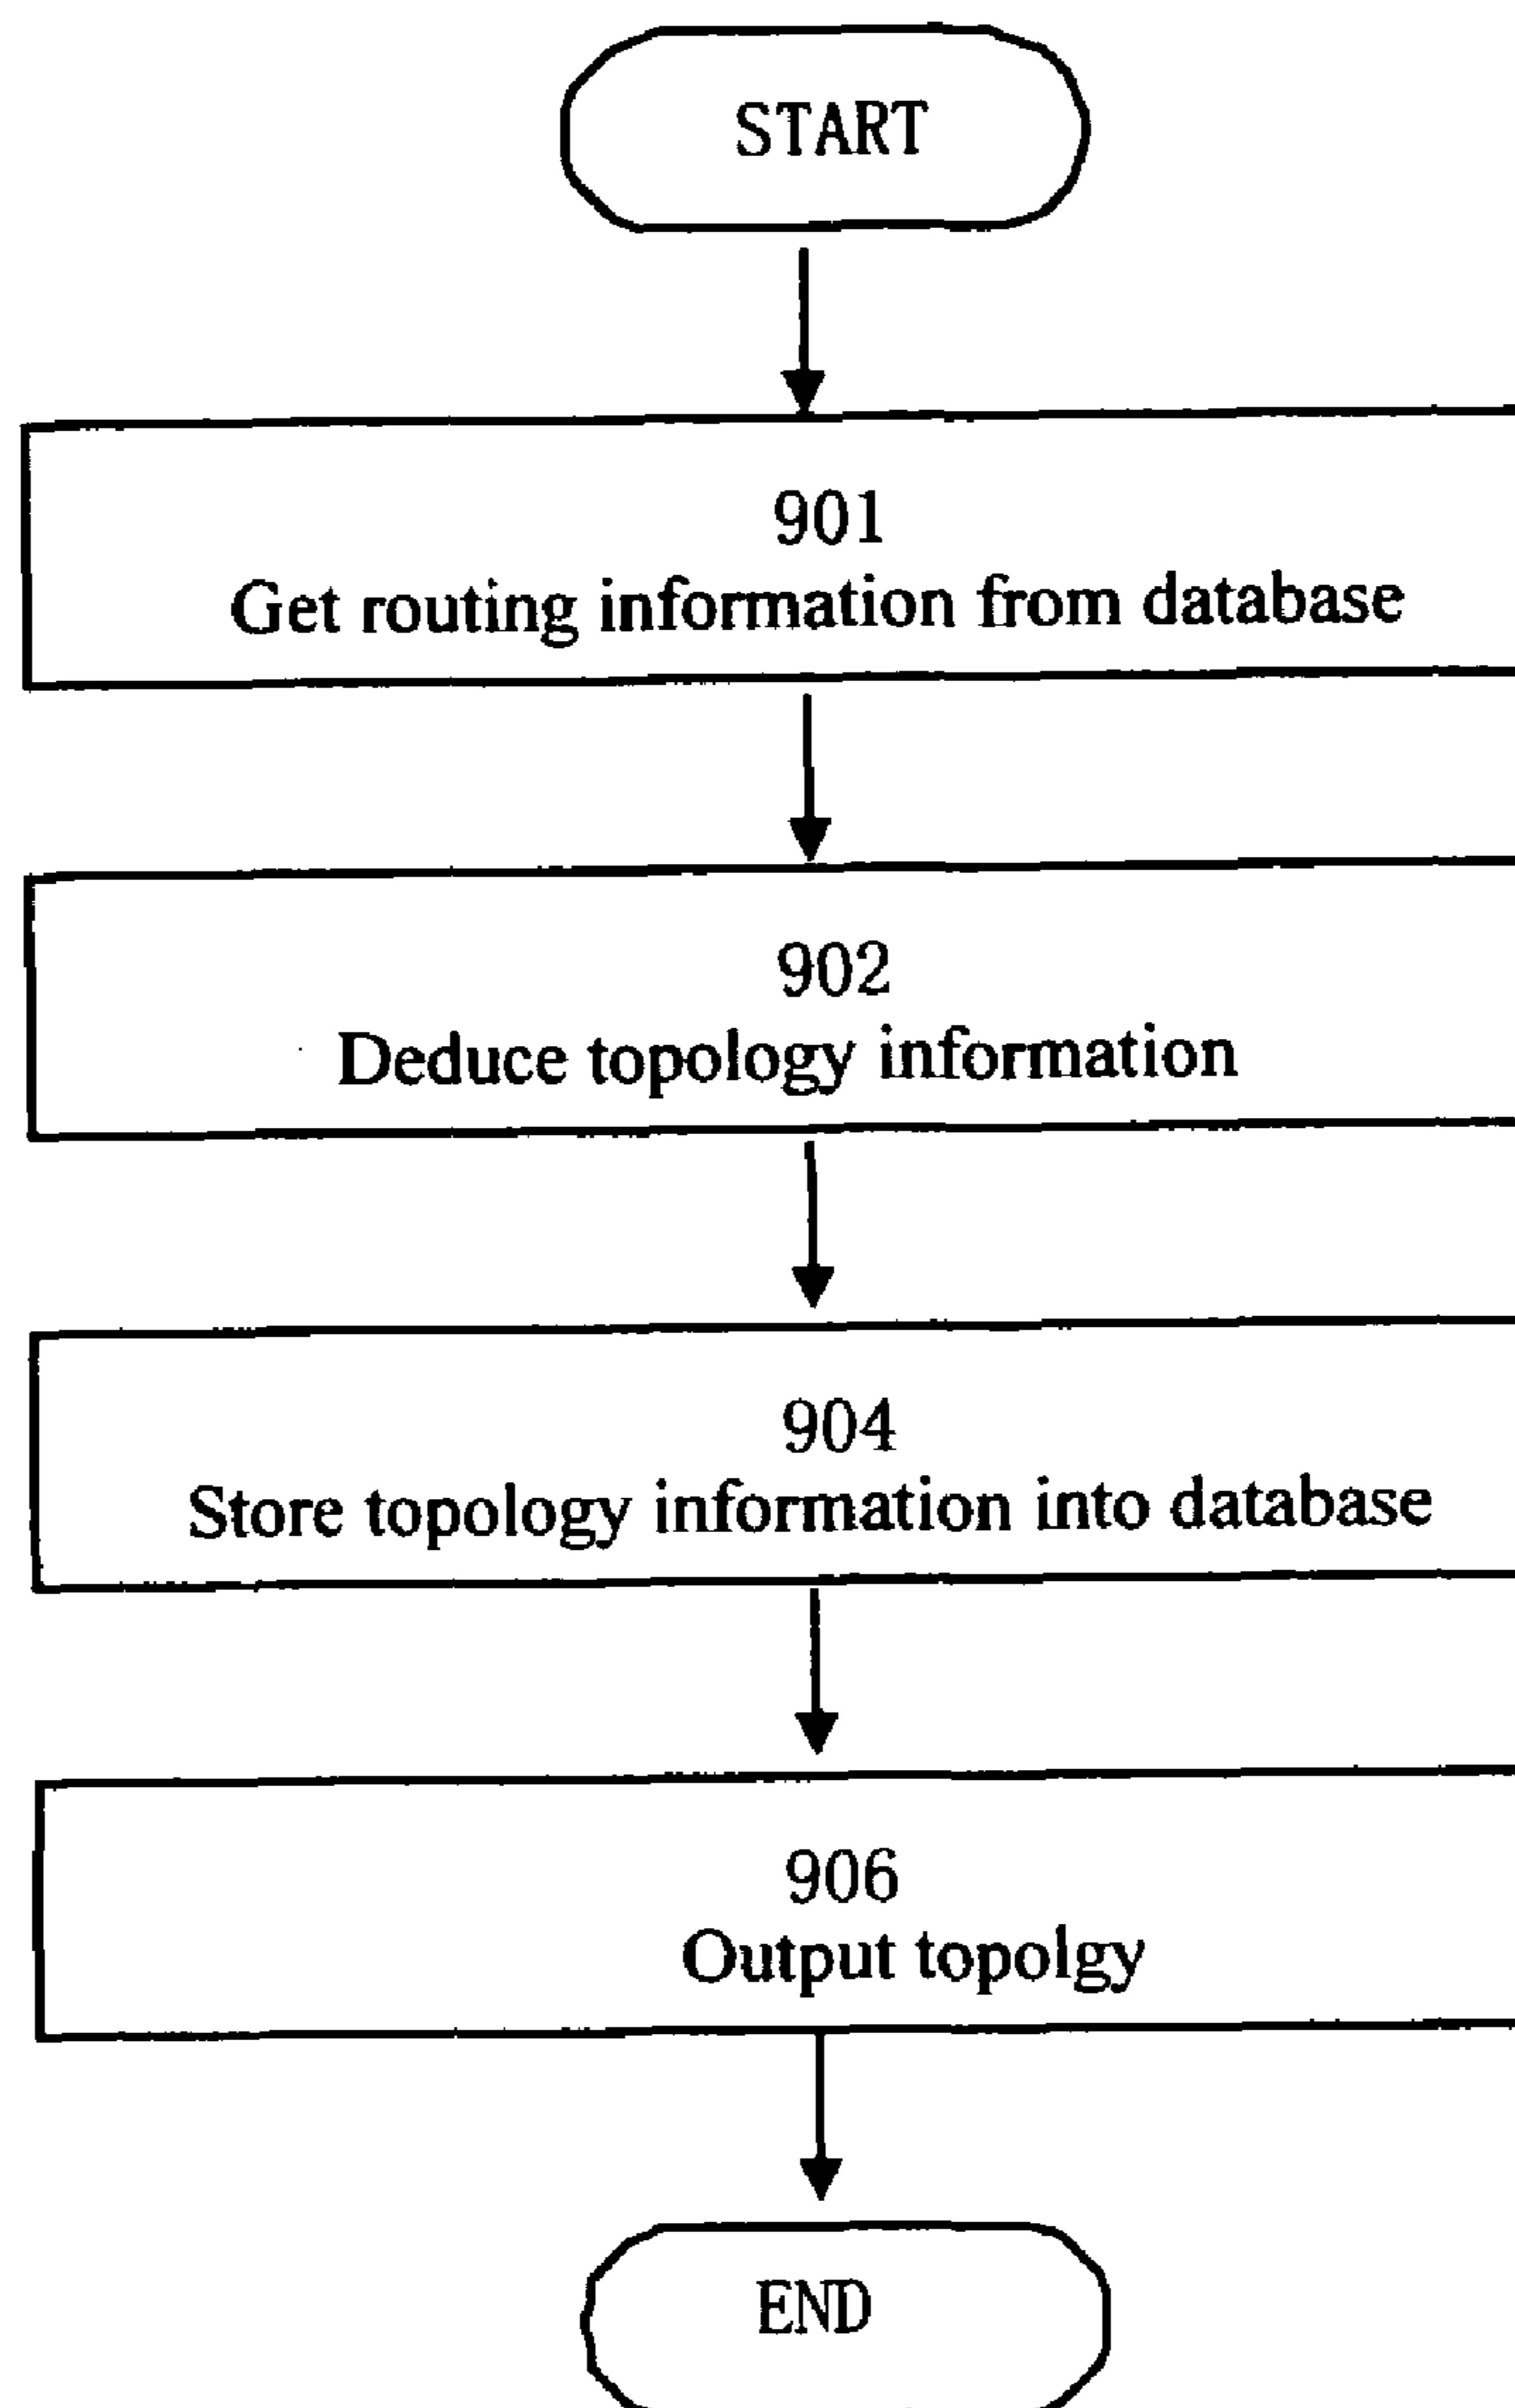 START
901
Get routing information from database
902
Deduce topology information
904
Store topology information into database
906
Output topolgy
END